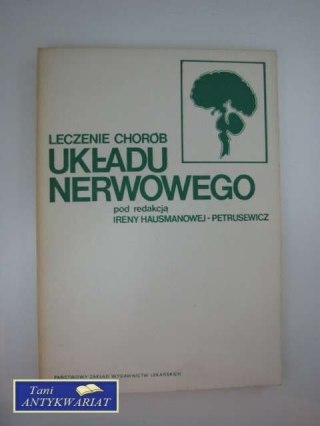 LECZENIE CHORÓB
UKŁADU
NERWOWEGO
pod redakcją
IRENY HAUSMANOWEJ-PETRUSEWICZ
PAŃSTWOWY ZAKŁAD WYDAWNICTW LEKARSKICH
Tani
ANTYKWARIAT